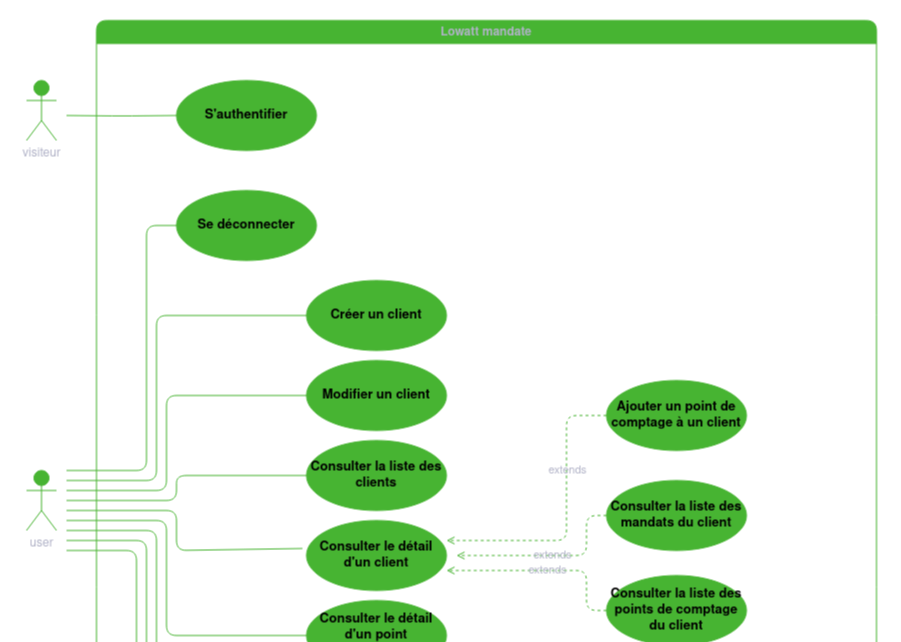 Lowatt mandate
S'authentifier
visiteur
Se déconnecter
Créer un client
Modifier un client
Ajouter un point de
comptage à un client
Consulter la liste des
clients
extends
Consulter la liste des
mandats du client
user
Consulter le détail
d'un client
extends
extends
Consulter la liste des
points de comptage
du client
Consulter le détail
d'un point